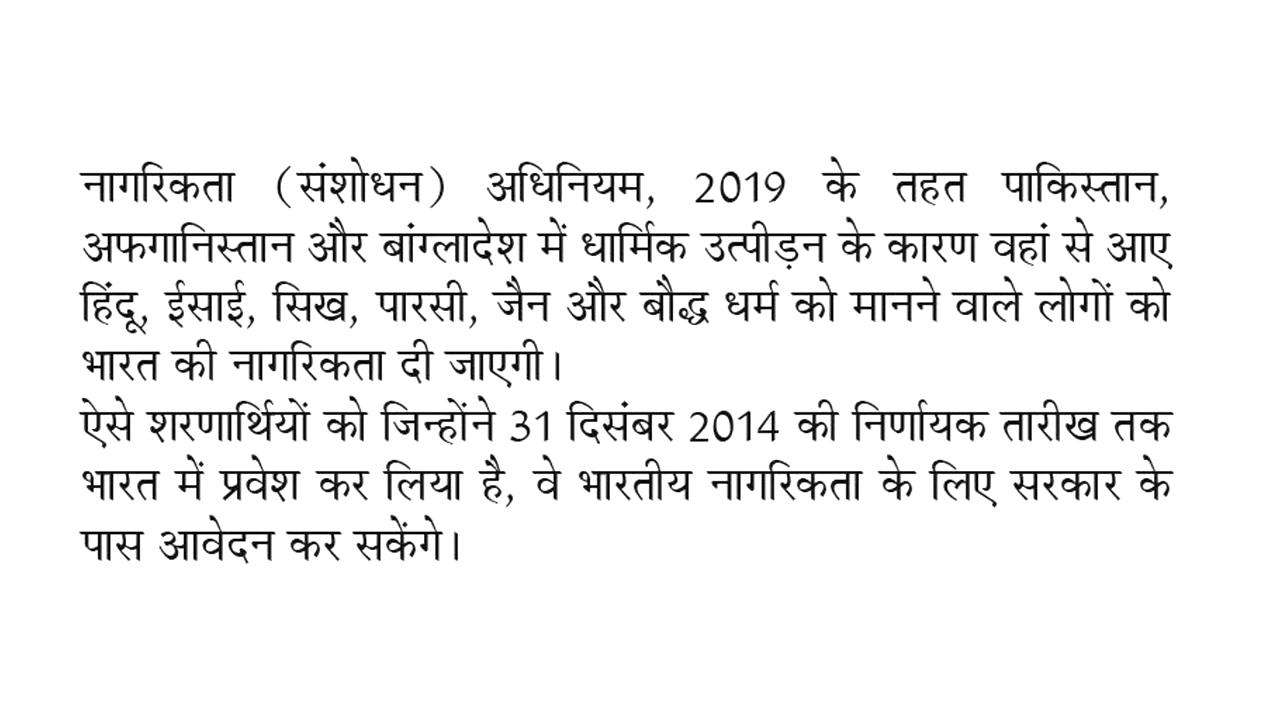 नागरिकता (संशोधन) अधिनियम, 2019 के तहत पाकिस्तान,
अफगानिस्तान और बांग्लादेश में धार्मिक उत्पीड़न के कारण वहां से आए
हिंदू, ईसाई, सिख, पारसी, जैन और बौद्ध धर्म को मानने वाले लोगों को
भारत की नागरिकता दी जाएगी।
ऐसे शरणार्थियों को जिन्होंने 31 दिसंबर 2014 की निर्णायक तारीख तक
भारत में प्रवेश कर लिया है, वे भारतीय नागरिकता के लिए सरकार के
पास आवेदन कर सकेंगे।